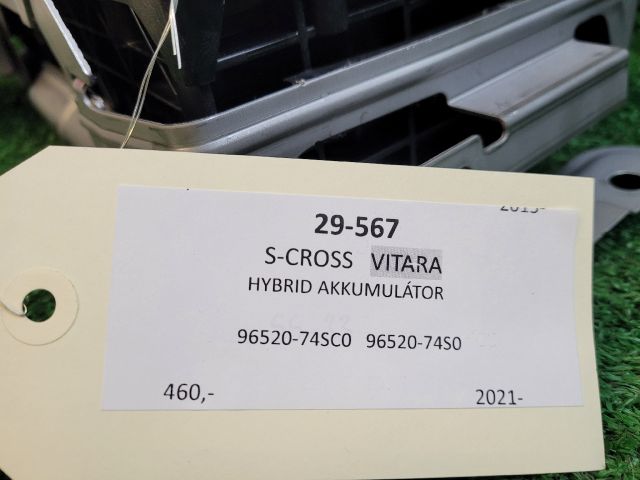 29-567
S-CROSS VITARA
HYBRID AKKUMULÁTOR
96520-74SC0 96520-74S0
460,- 2021-